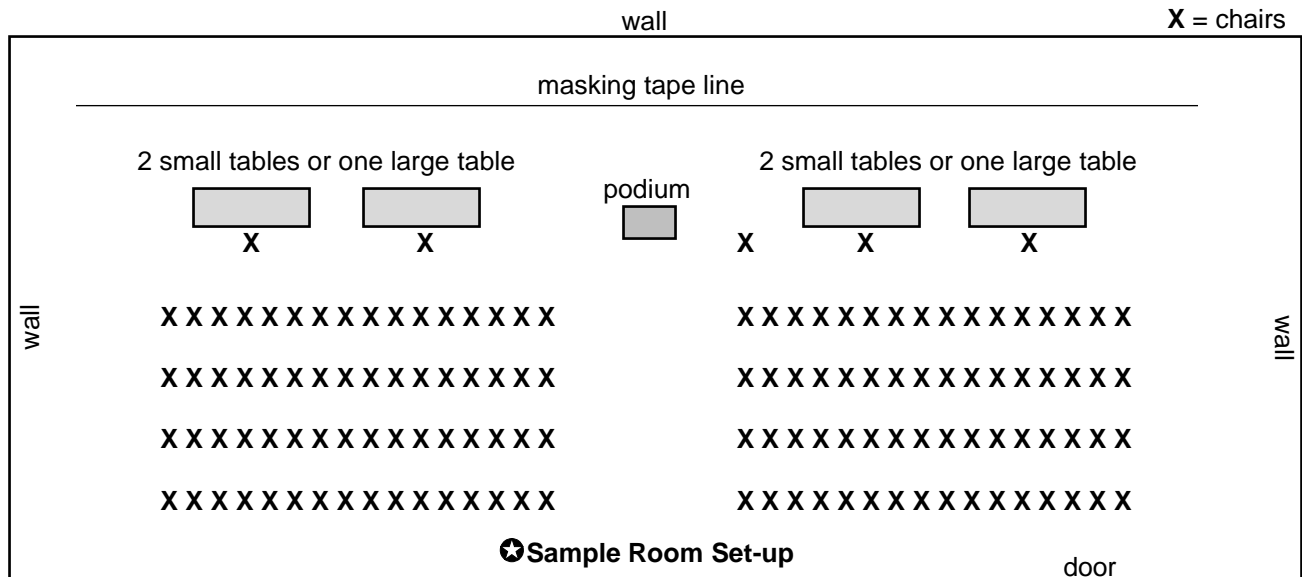 wall
X = chairs
masking tape line
2 small tables or one large table
2 small tables or one large table
podium
X X X X X
wall
X X X X X X X X X X X X X X X X X X X X X X X X X X X X X X X X
wall
X X X X X X X X X X X X X X X X X X X X X X X X X X X X X X X X
X X X X X X X X X X X X X X X X X X X X X X X X X X X X X X X X
X X X X X X X X X X X X X X X X X X X X X X X X X X X X X X X X
✪Sample Room Set-up
door